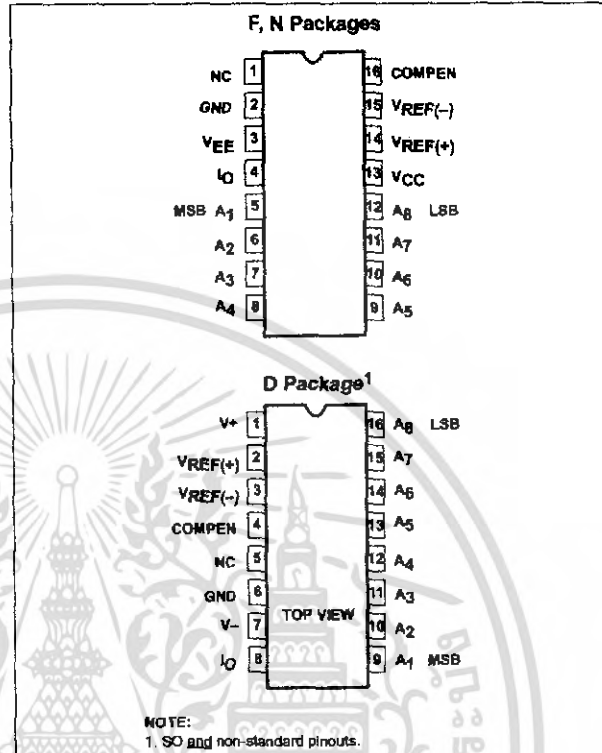 F, N Packages
NC 1 16 COMPEN
GND 2 15 VREF(–)
VEE 3 14 VREF(+)
IO 4 13 VCC
MSB A1 5 12 A8 LSB
A2 6 11 A7
A3 7 10 A6
A4 8 9 A5
D Package1
V+ 1 16 A8 LSB
VREF(+) 2 15 A7
VREF(–) 3 14 A6
COMPEN 4 13 A5
NC 5 12 A4
GND 6 11 A3
V– 7 TOP VIEW 10 A2
IO 8 9 A1 MSB
NOTE:
1. SO and non-standard pinouts.